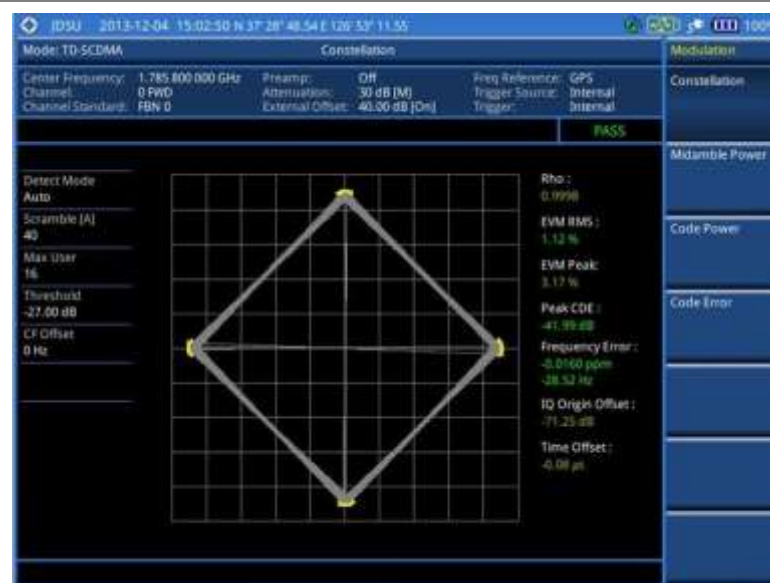 JDSU 2013-12-04 15:02:50 N 37° 28' 48.54 E 126° 53' 11.55 100%
Mode: TD-SCDMA Constellation Modulation
Center Frequency: 1.785 800 000 GHz Preamp: Off Freq Reference: GPS
Channel: 0 FWD Attenuation: 30 dB [M] Trigger Source: Internal
Channel Standard: FBN 0 External Offset: 40.00 dB [On] Trigger: Internal
Constellation
PASS
Midamble Power
Detect Mode
Auto
Scramble [A]
40
Max User
16
Threshold
-27.00 dB
CF Offset
0 Hz
Rho :
0.9998
EVM RMS :
1.12 %
EVM Peak:
3.17 %
Peak CDE :
-41.99 dB
Frequency Error :
-0.0160 ppm
-28.52 Hz
IQ Origin Offset :
-71.25 dB
Time Offset :
-0.08 µs
Code Power
Code Error